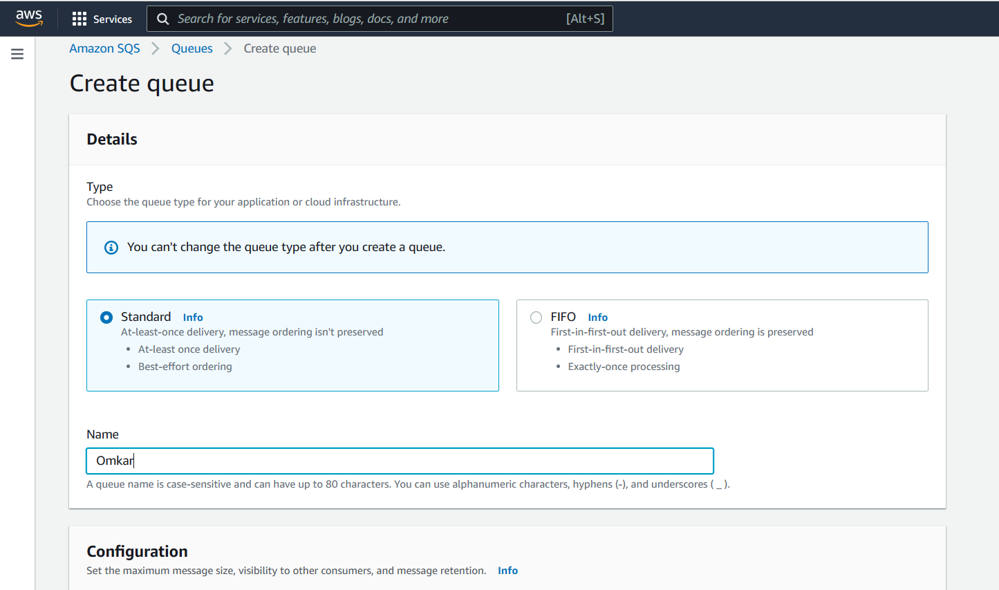 aws Services Search for services, features, blogs, docs, and more [Alt+S]
Amazon SQS Queues Create queue
Create queue
Details
Type
Choose the queue type for your application or cloud infrastructure.
You can't change the queue type after you create a queue.
Standard Info
At-least-once delivery, message ordering isn't preserved
• At-least once delivery
• Best-effort ordering
FIFO Info
First-in-first-out delivery, message ordering is preserved
• First-in-first-out delivery
• Exactly-once processing
Name
Omkar
A queue name is case-sensitive and can have up to 80 characters. You can use alphanumeric characters, hyphens (-), and underscores ( _ ).
Configuration
Set the maximum message size, visibility to other consumers, and message retention. Info